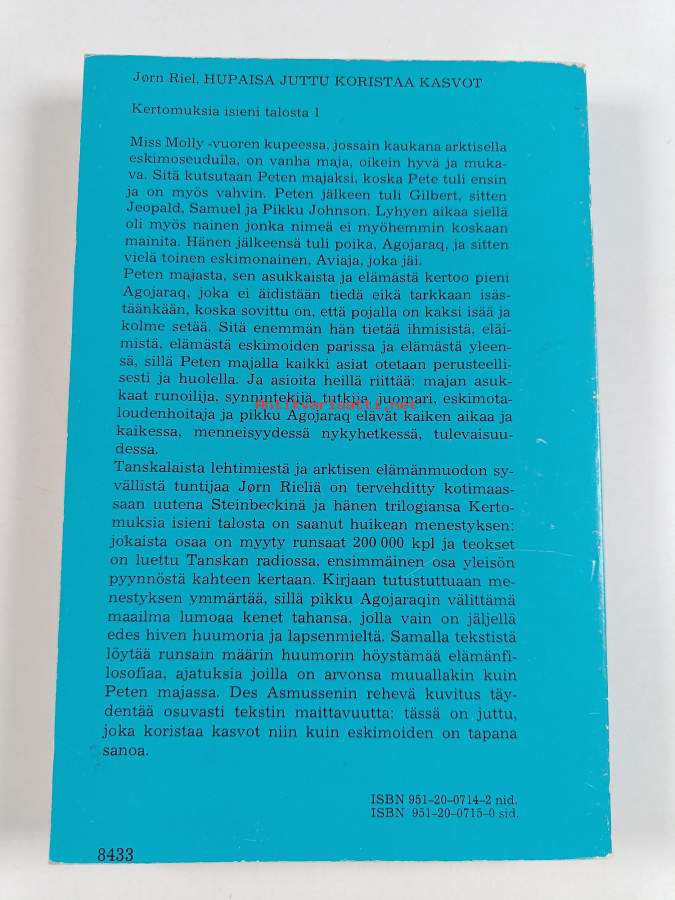 Jørn Riel, HUPAISA JUTTU KORISTAA KASVOT
Kertomuksia isieni talosta 1
Miss Molly -vuoren kupeessa, jossain kaukana arktisella
eskimoseudulla, on vanha maja, oikein hyvä ja muka-
va. Sitä kutsutaan Peten majaksi, koska Pete tuli ensin
ja on myös vahvin. Peten jälkeen tuli Gilbert, sitten
Jeopald, Samuel ja Pikku Johnson. Lyhyen aikaa siellä
oli myös nainen jonka nimeä ei myöhemmin koskaan
mainita. Hänen jälkeensä tuli poika, Agojaraq, ja sitten
vielä toinen eskimonainen, Aviaja, joka jäi.
Peten majasta, sen asukkaista ja elämästä kertoo pieni
Agojaraq, joka ei äidistään tiedä eikä tarkkaan isäs-
täänkään, koska sovittu on, että pojalla on kaksi isää ja
kolme setää. Sitä enemmän hän tietää ihmisistä, eläi-
mistä, elämästä eskimoiden parissa ja elämästä yleen-
sä, sillä Peten majalla kaikki asiat otetaan perusteelli-
sesti ja huolella. Ja asioita heillä riittää: majan asuk-
kaat runoilija, synnintekijä, tutkija, juomari, eskimota-
antikvariaatti.net
loudenhoitaja ja pikku Agojaraq elävät kaiken aikaa ja
kaikessa, menneisyydessä nykyhetkessä, tulevaisuu-
dessa.
Tanskalaista lehtimiestä ja arktisen elämänmuodon sy-
vällistä tuntijaa Jørn Rieliä on tervehditty kotimaas-
saan uutena Steinbeckinä ja hänen trilogiansa Kerto-
muksia isieni talosta on saanut huikean menestyksen:
jokaista osaa on myyty runsaat 200 000 kpl ja teokset
on luettu Tanskan radiossa, ensimmäinen osa yleisön
pyynnöstä kahteen kertaan. Kirjaan tutustuttuaan me-
nestyksen ymmärtää, sillä pikku Agojaraqin välittämä
maailma lumoaa kenet tahansa, jolla vain on jäljellä
edes hiven huumoria ja lapsenmieltä. Samalla tekstistä
löytää runsain määrin huumorin höystämää elämänfi-
losofiaa, ajatuksia joilla on arvonsa muuallakin kuin
Peten majassa. Des Asmussenin rehevä kuvitus täy-
dentää osuvasti tekstin maittavuutta: tässä on juttu,
joka koristaa kasvot niin kuin eskimoiden on tapana
sanoa.
ISBN 951-20-0714-2 nid.
ISBN 951-20-0715-0 sid.
8433